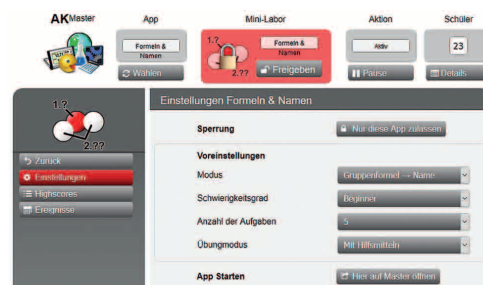 AKMaster App Mini-Labor Aktion Schüler
1.? 2.?? Formeln & Namen
Formeln & Namen
Aktiv
23
Wählen
Freigeben
Pause
Details
1.?
2.??
Zurück
Einstellungen
Highscores
Ereignisse
Einstellungen Formeln & Namen
Sperrung Nur diese App zulassen
Voreinstellungen
Modus Gruppenformel → Name
Schwierigkeitsgrad Beginner
Anzahl der Aufgaben 5
Übungmodus Mit Hilfsmitteln
App Starten Hier auf Master öffnen